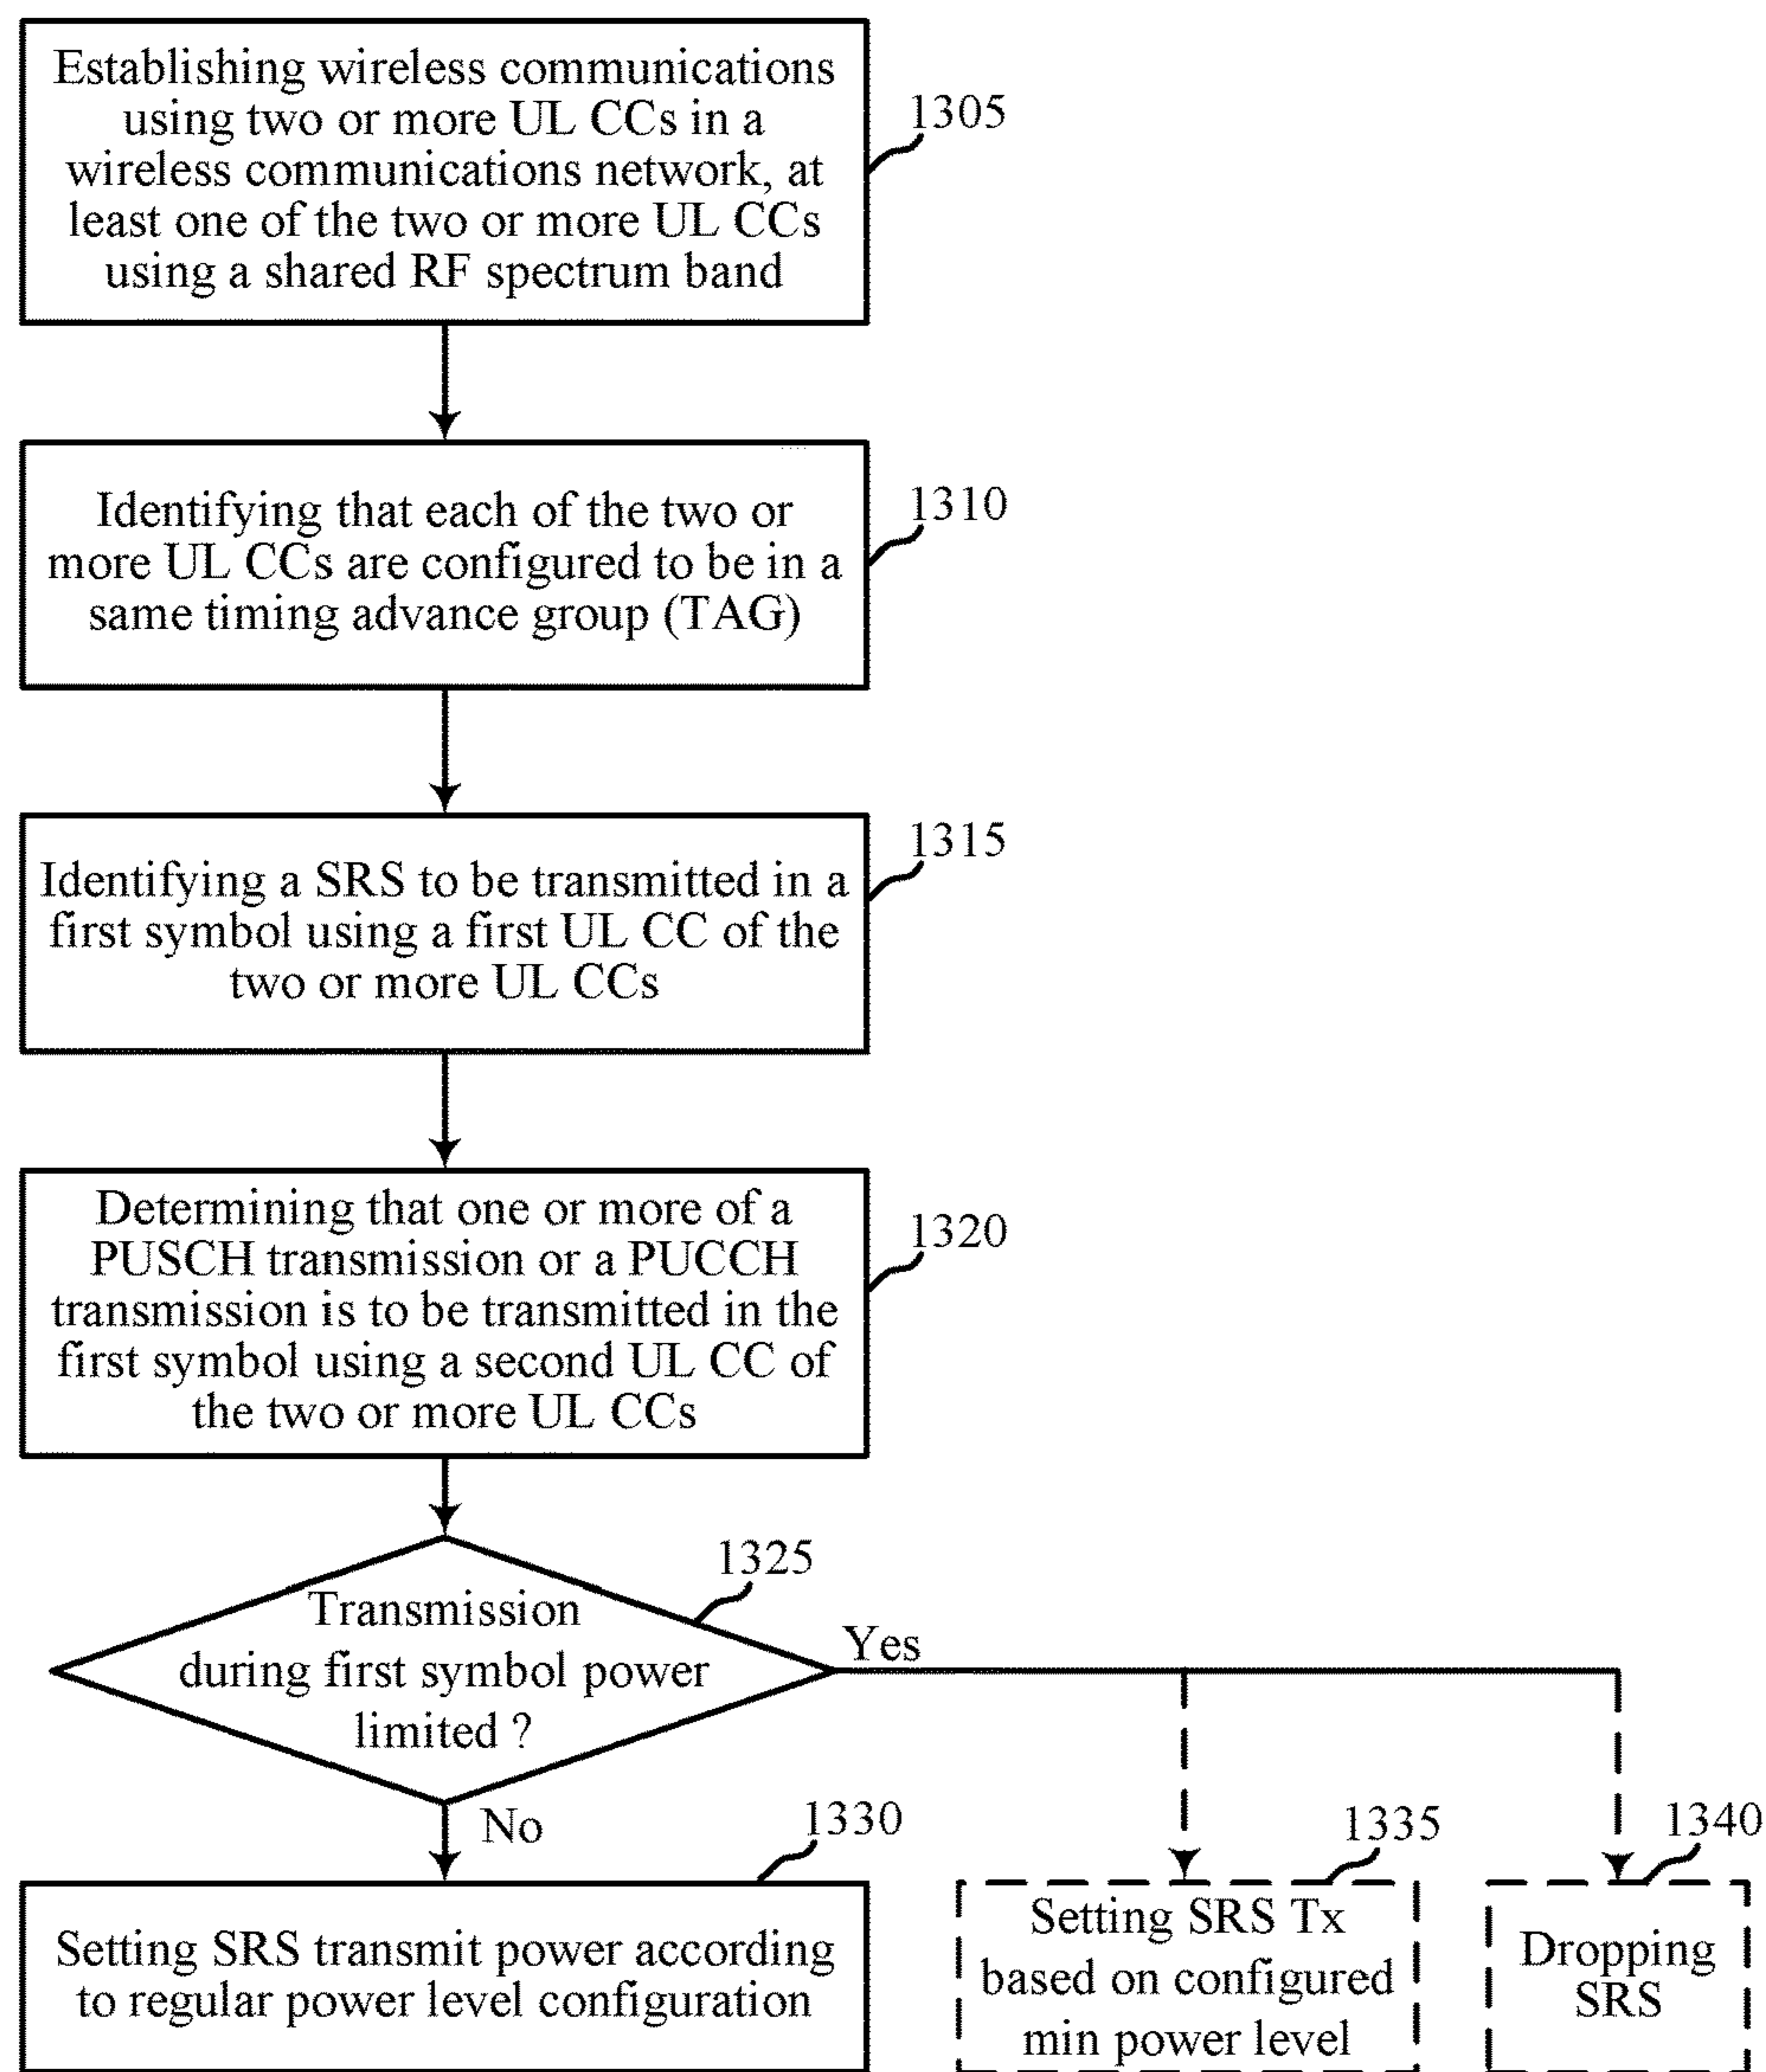 Establishing wireless communications
using two or more UL CCs in a
wireless communications network, at
least one of the two or more UL CCs
using a shared RF spectrum band
1305
Identifying that each of the two or
more UL CCs are configured to be in a
same timing advance group (TAG)
1310
Identifying a SRS to be transmitted in a
first symbol using a first UL CC of the
two or more UL CCs
1315
Determining that one or more of a
PUSCH transmission or a PUCCH
transmission is to be transmitted in the
first symbol using a second UL CC of
the two or more UL CCs
1320
Transmission
during first symbol power
limited ?
1325
Yes
No
1330
Setting SRS transmit power according
to regular power level configuration
1335
Setting SRS Tx
based on configured
min power level
1340
Dropping
SRS